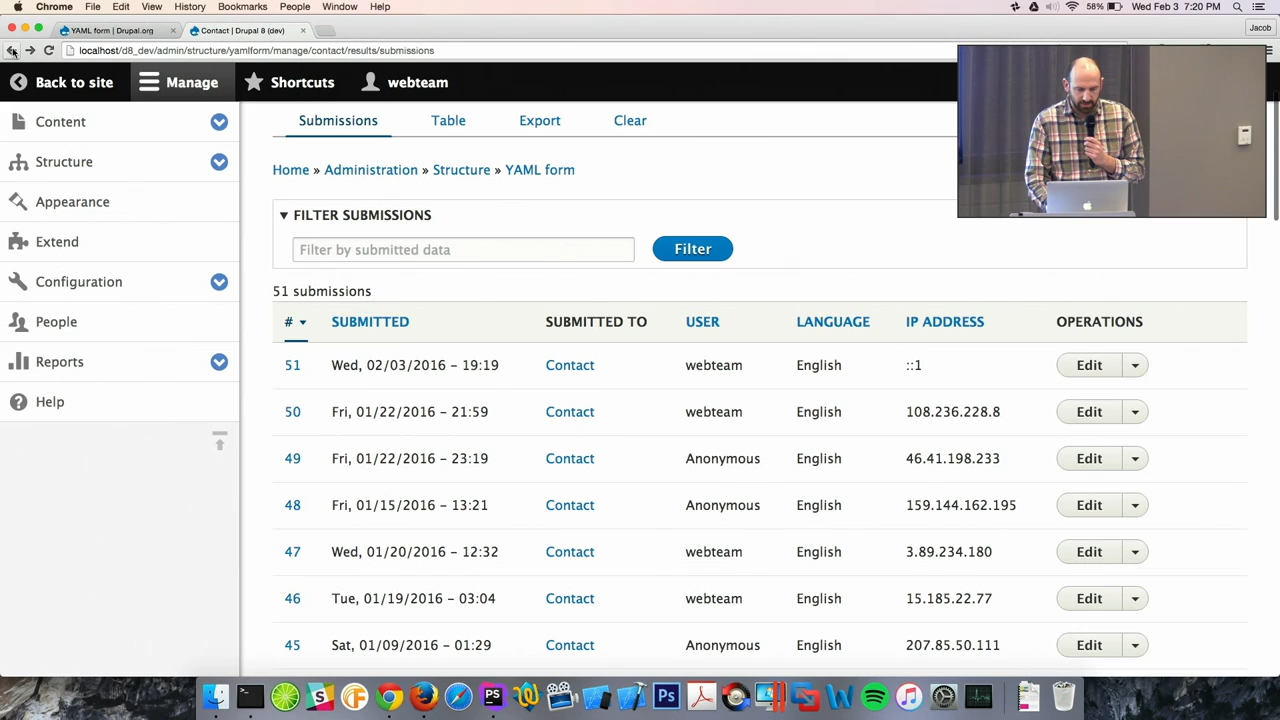 Chrome File Edit View History Bookmarks People Window Help 58% Wed Feb 3 7:20 PM
YAML form | Drupal.org Contact | Drupal 8 (dev) Jacob
localhost/d8_dev/admin/structure/yamlform/manage/contact/results/submissions
Back to site Manage Shortcuts webteam
Content
Structure
Appearance
Extend
Configuration
People
Reports
Help
Submissions Table Export Clear
Home » Administration » Structure » YAML form
FILTER SUBMISSIONS
Filter by submitted data Filter
51 submissions
# SUBMITTED SUBMITTED TO USER LANGUAGE IP ADDRESS OPERATIONS
51 Wed, 02/03/2016 - 19:19 Contact webteam English ::1 Edit
50 Fri, 01/22/2016 - 21:59 Contact webteam English 108.236.228.8 Edit
49 Fri, 01/22/2016 - 23:19 Contact Anonymous English 46.41.198.233 Edit
48 Fri, 01/15/2016 - 13:21 Contact Anonymous English 159.144.162.195 Edit
47 Wed, 01/20/2016 - 12:32 Contact webteam English 3.89.234.180 Edit
46 Tue, 01/19/2016 - 03:04 Contact webteam English 15.185.22.77 Edit
45 Sat, 01/09/2016 - 01:29 Contact Anonymous English 207.85.50.111 Edit
PS Ps W